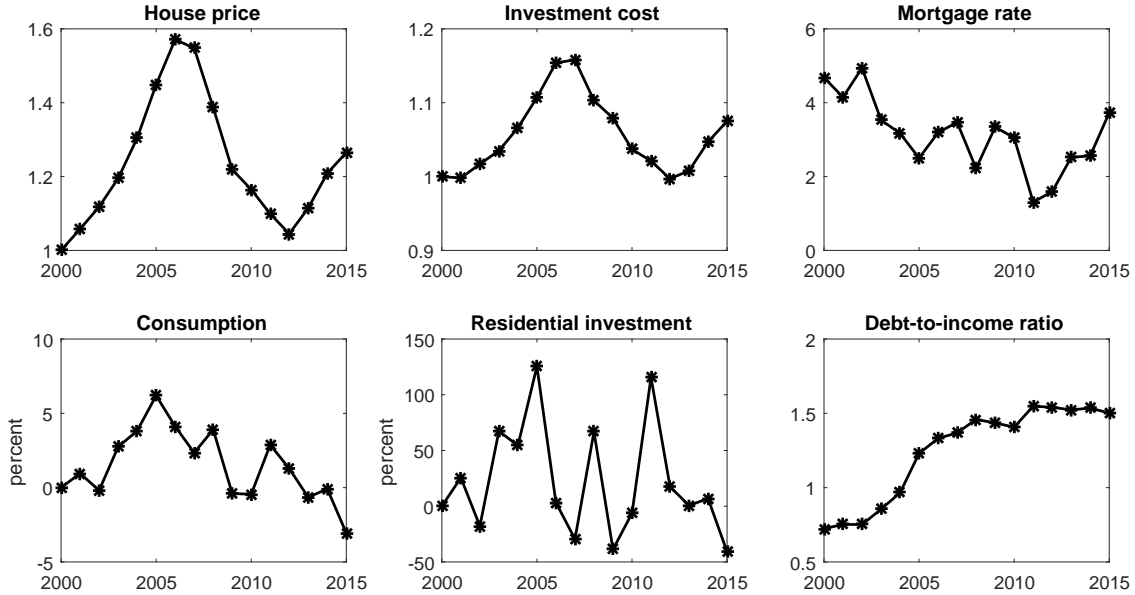 House price
1.6
1.4
1.2
1
2000 2005 2010 2015
Investment cost
1.2
1.1
1
0.9
2000 2005 2010 2015
Mortgage rate
6
4
2
0
2000 2005 2010 2015
Consumption
percent
10
5
0
-5
2000 2005 2010 2015
Residential investment
percent
150
100
50
0
-50
2000 2005 2010 2015
Debt-to-income ratio
2
1.5
1
0.5
2000 2005 2010 2015